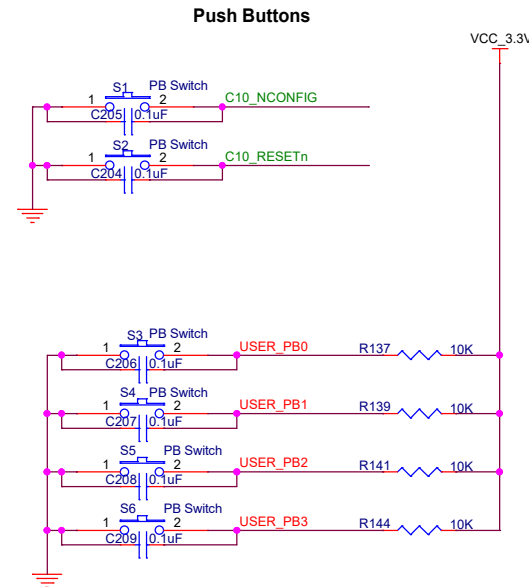 Push Buttons
VCC_3.3V
S1 PB Switch
1 2 C10_NCONFIG
C205 0.1uF
S2 PB Switch
1 2 C10_RESETn
C204 0.1uF
S3 PB Switch
1 2 USER_PB0 R137 10K
C206 0.1uF
S4 PB Switch
1 2 USER_PB1 R139 10K
C207 0.1uF
S5 PB Switch
1 2 USER_PB2 R141 10K
C208 0.1uF
S6 PB Switch
1 2 USER_PB3 R144 10K
C209 0.1uF